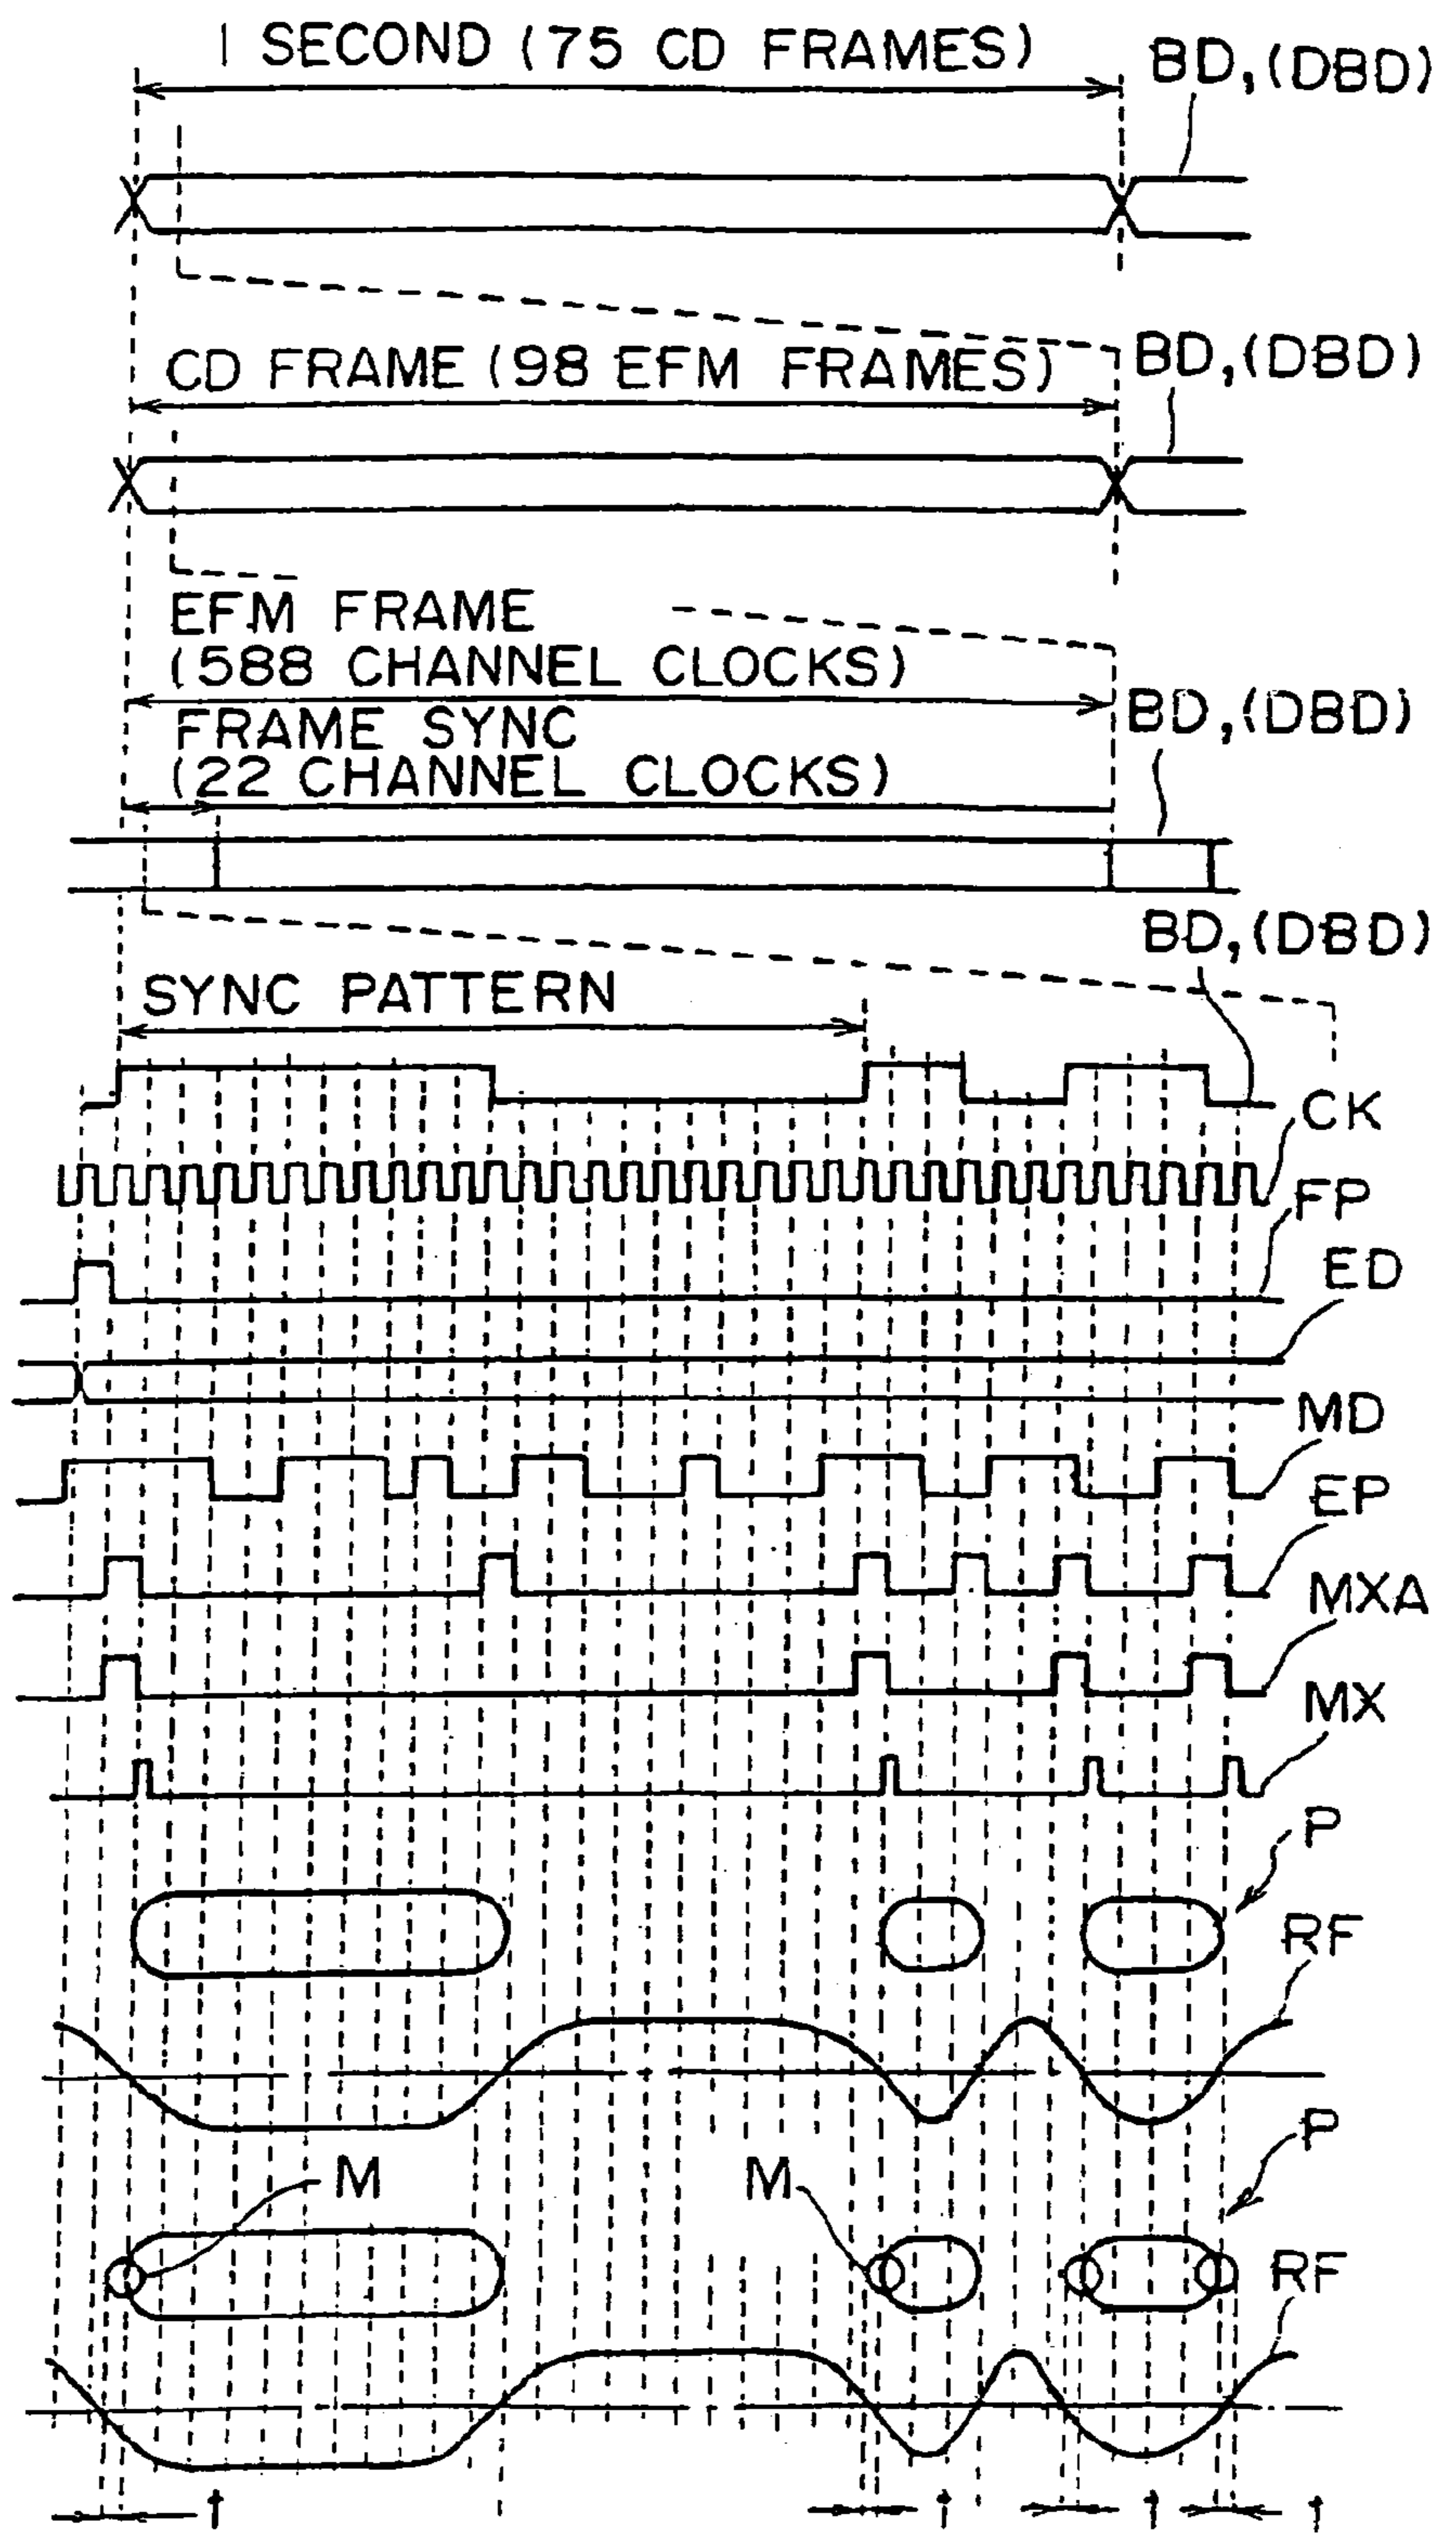 1 SECOND (75 CD FRAMES)
BD,(DBD)
CD FRAME (98 EFM FRAMES)
BD,(DBD)
EFM FRAME
(588 CHANNEL CLOCKS)
BD,(DBD)
FRAME SYNC
(22 CHANNEL CLOCKS)
BD,(DBD)
SYNC PATTERN
CK
FP
ED
MD
EP
MXA
MX
P
RF
P
M
M
RF
t
t
t
t